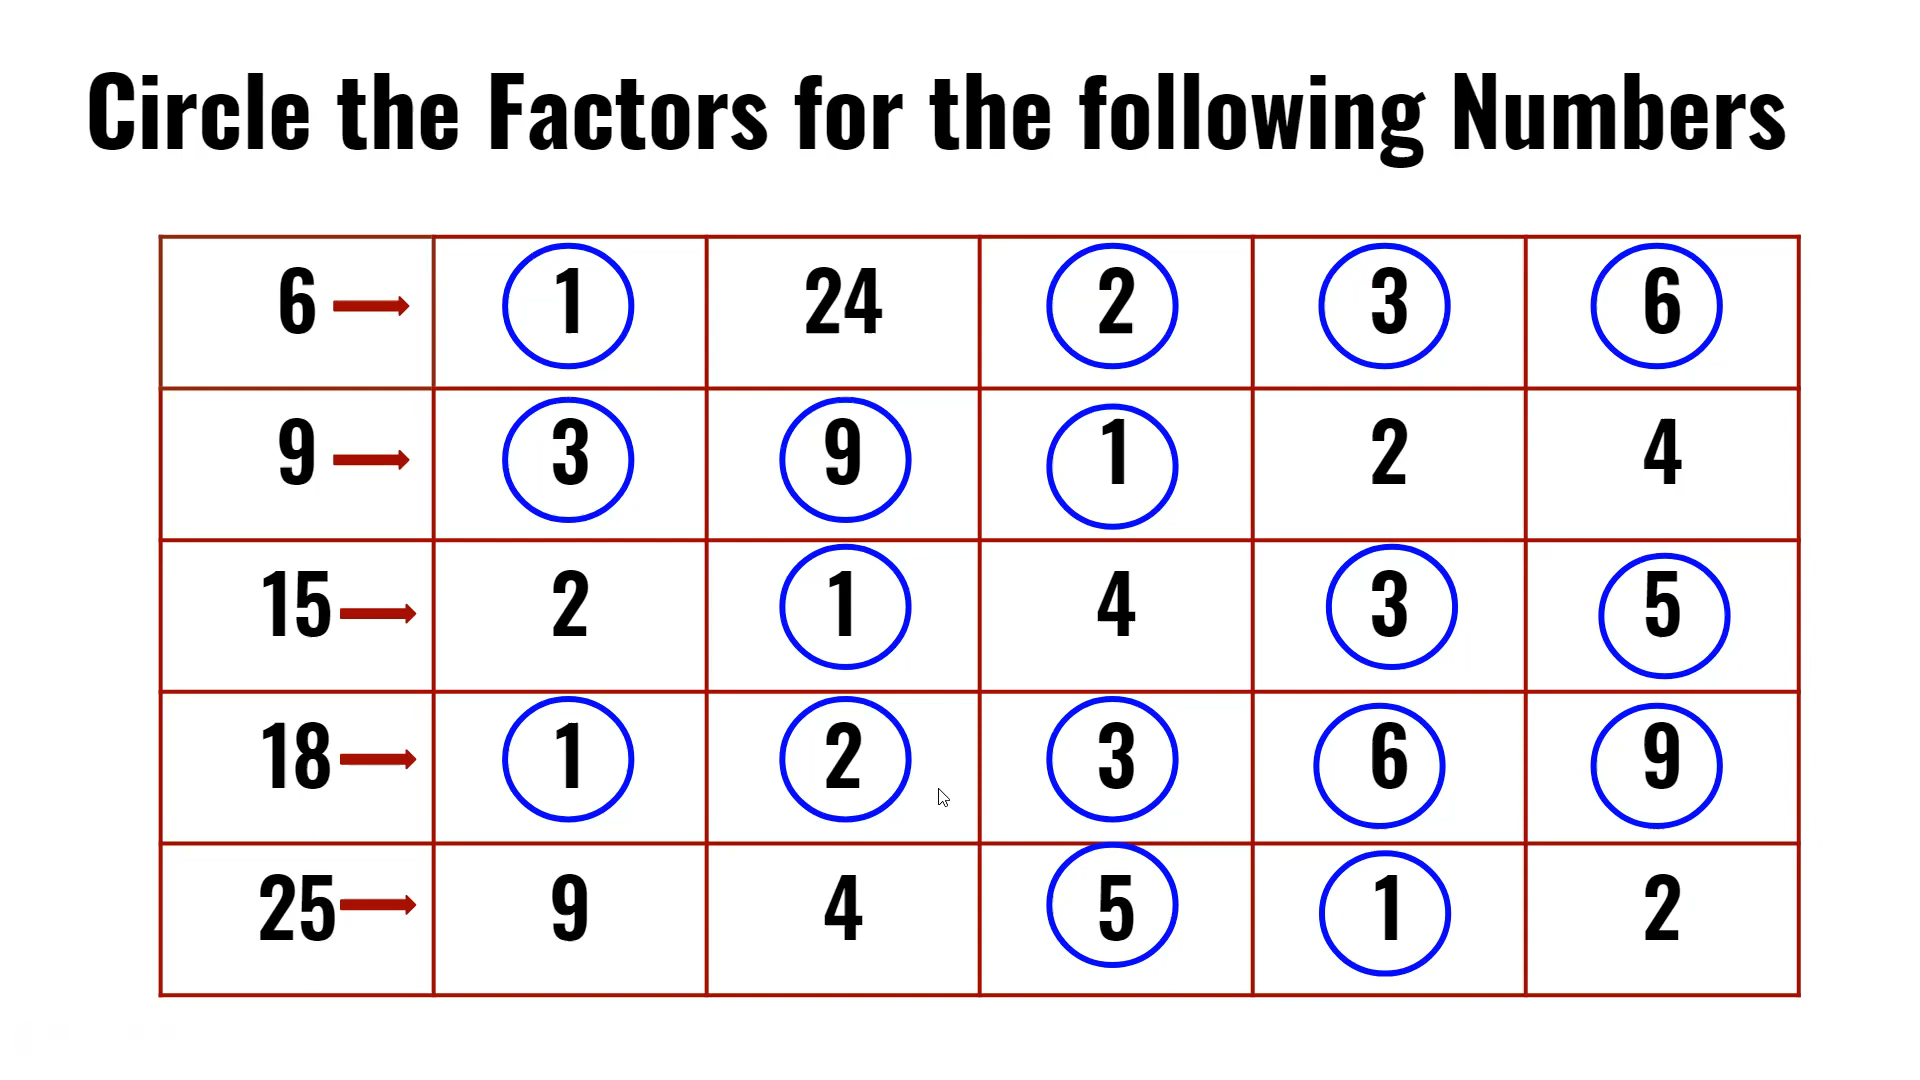 Circle the Factors for the following Numbers
6 1 24 2 3 6
9 3 9 1 2 4
15 2 1 4 3 5
18 1 2 3 6 9
25 9 4 5 1 2